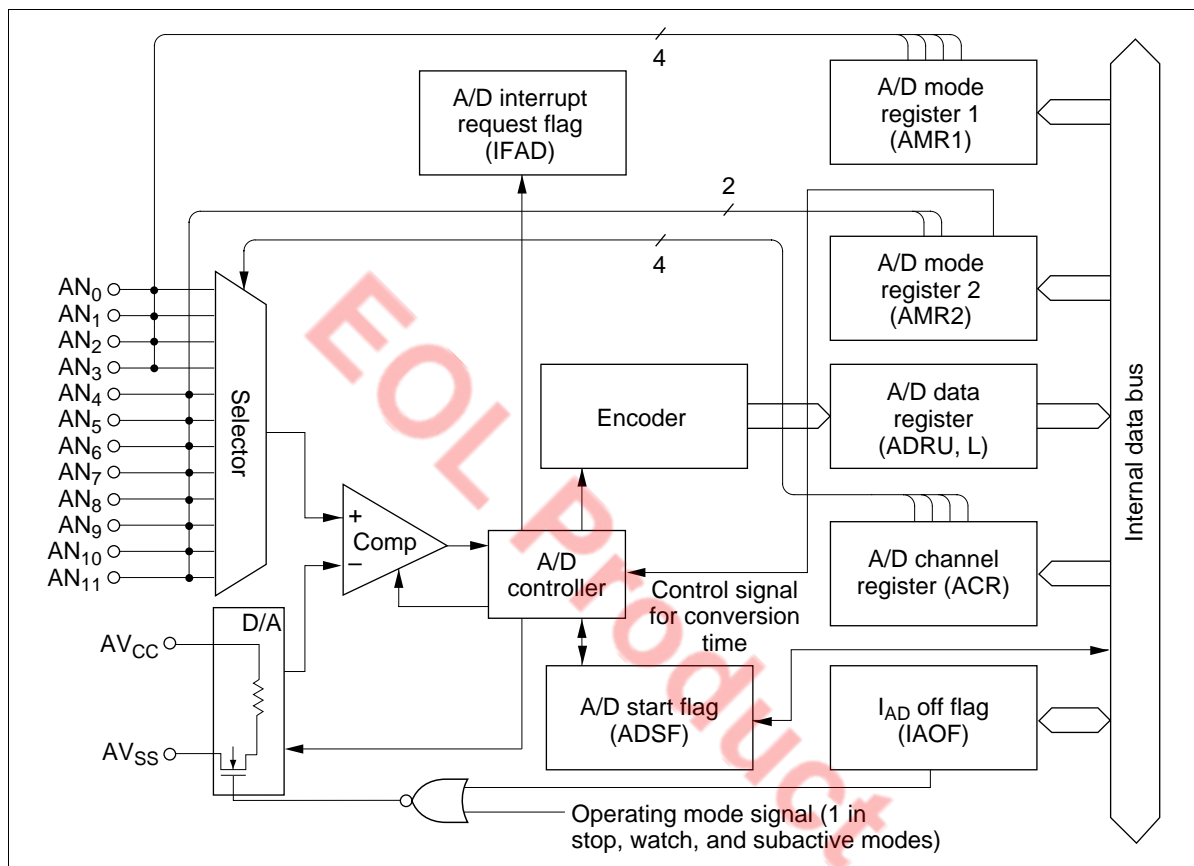 4
A/D mode
register 1
(AMR1)
A/D interrupt
request flag
(IFAD)
2
4
A/D mode
register 2
(AMR2)
AN0
AN1
AN2
AN3
AN4
AN5
AN6
AN7
AN8
AN9
AN10
AN11
Selector
Encoder
A/D data
register
(ADRU, L)
Internal data bus
+
Comp
−
A/D
controller
A/D channel
register (ACR)
Control signal
for conversion
time
D/A
AVCC
AVSS
A/D start flag
(ADSF)
IAD off flag
(IAOF)
Operating mode signal (1 in
stop, watch, and subactive modes)
EOL Product